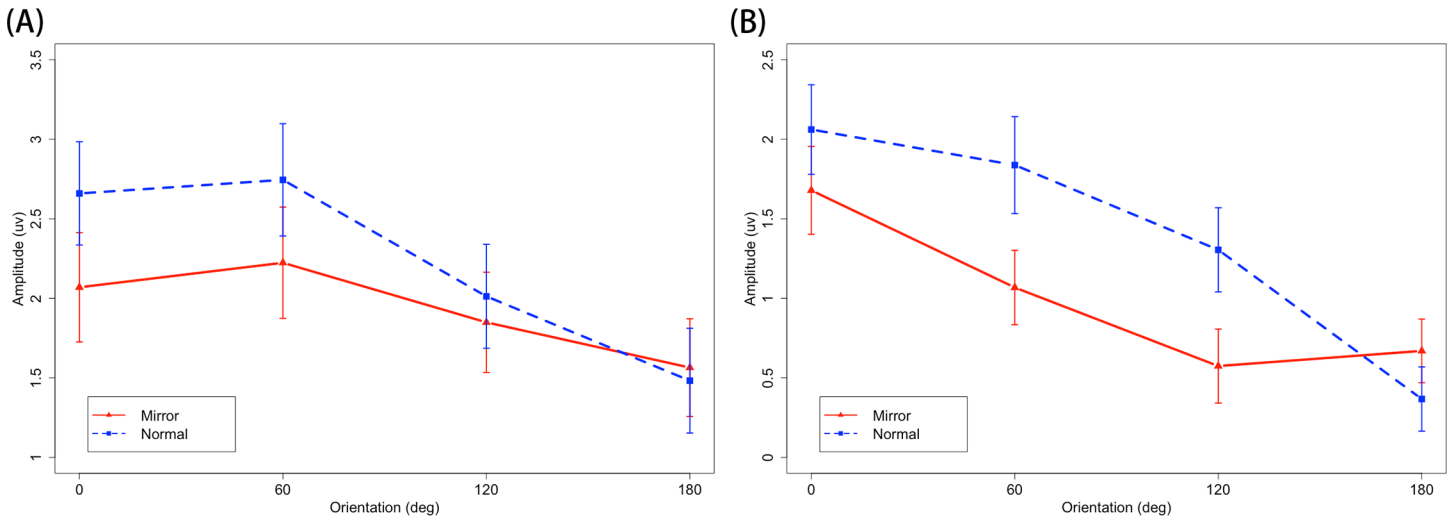 (A)
3.5
3
2.5
2
1.5
1
Amplitude (uv)
Mirror
Normal
0 60 120 180
Orientation (deg)
(B)
2.5
2
1.5
1
0.5
0
Amplitude (uv)
Mirror
Normal
0 60 120 180
Orientation (deg)